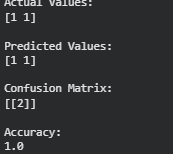 Actual Values:
[1 1]
Predicted Values:
[1 1]
Confusion Matrix:
[[2]]
Accuracy:
1.0